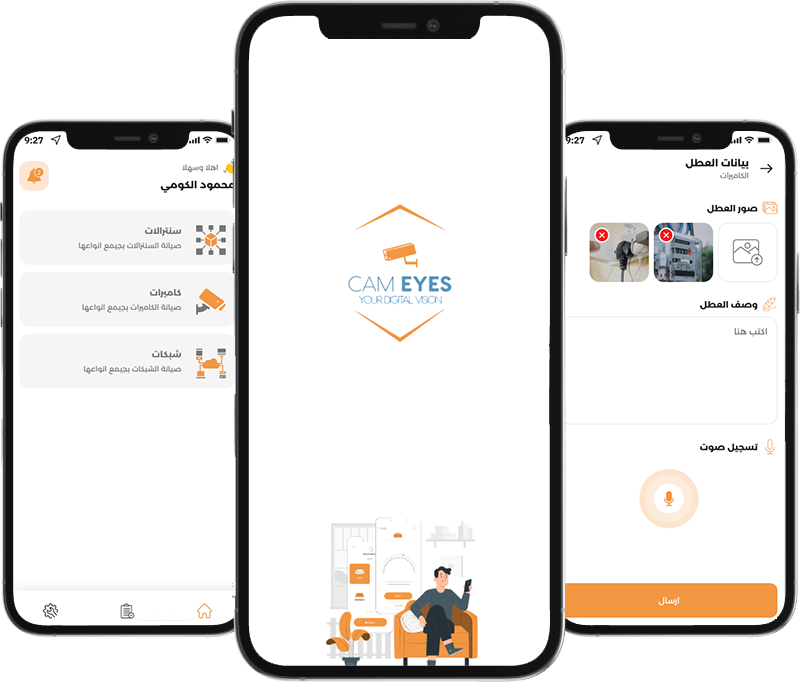 9:27
اهلا وسهلا
محمود الكومي
سنترالات
صيانة السنترالات بجيمع انواعها
كاميرات
صيانة الكاميرات بجيمع انواعها
شبكات
صيانة الشبكات بجيمع انواعها
CAM EYES
YOUR DIGITAL VISION
9:27
بيانات العطل
الكاميرات
صور العطل
وصف العطل
اكتب هنا
تسجيل صوت
ارسال